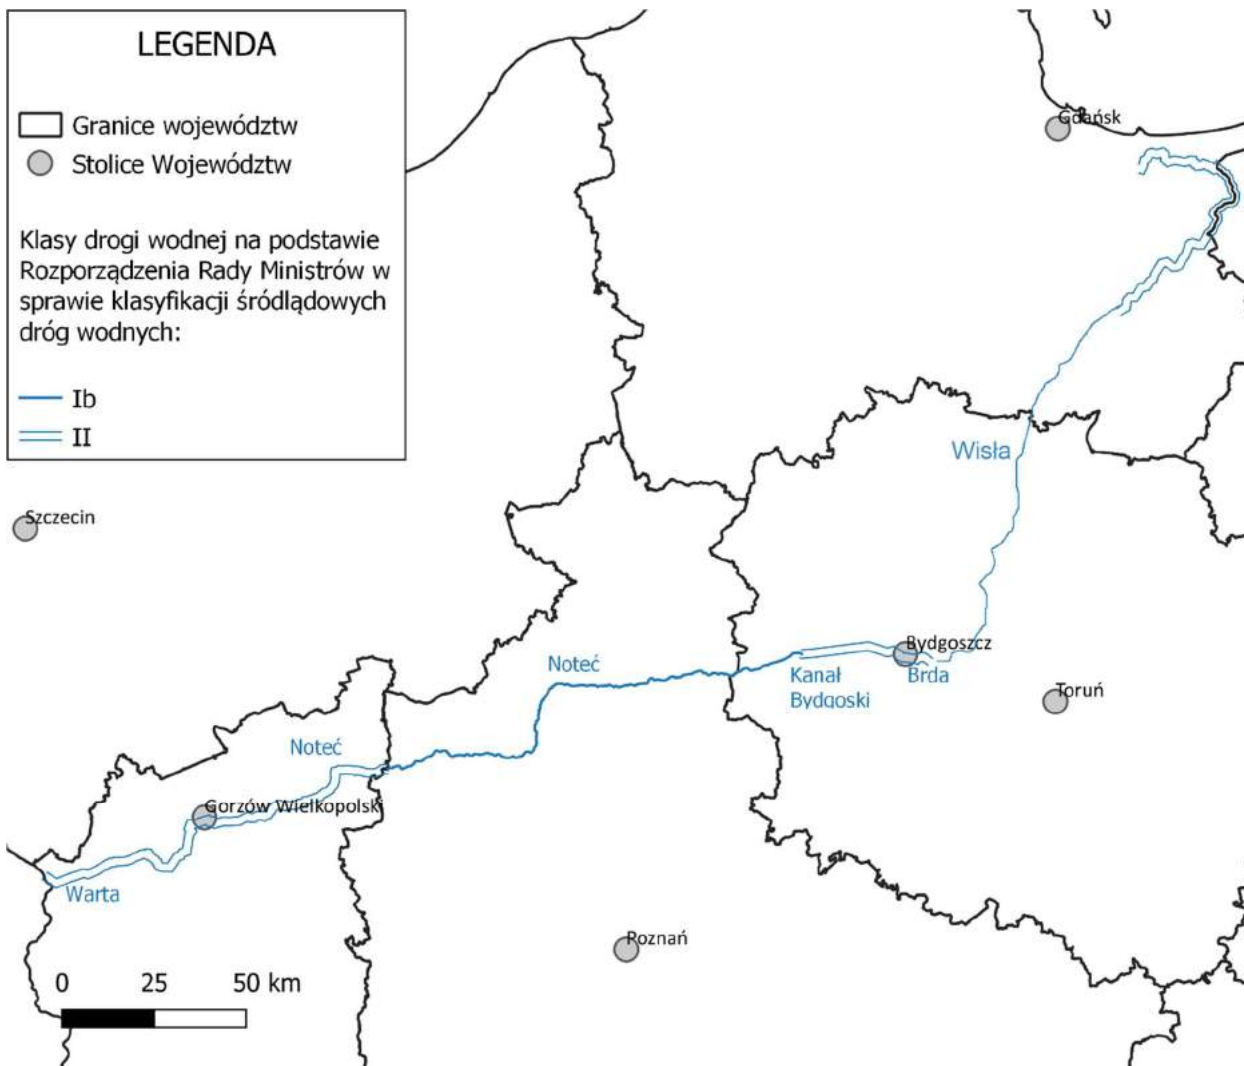 LEGENDA
Granice województw
Stolice Województw
Klasy drogi wodnej na podstawie
Rozporządzenia Rady Ministrów w
sprawie klasyfikacji śródlądowych
dróg wodnych:
Ib
II
Gdańsk
Wisła
Szczecin
Bydgoszcz
Noteć
Kanał
Bydgoski
Brda
Toruń
Noteć
Gorzów Wielkopolski
Warta
Poznań
0 25 50 km